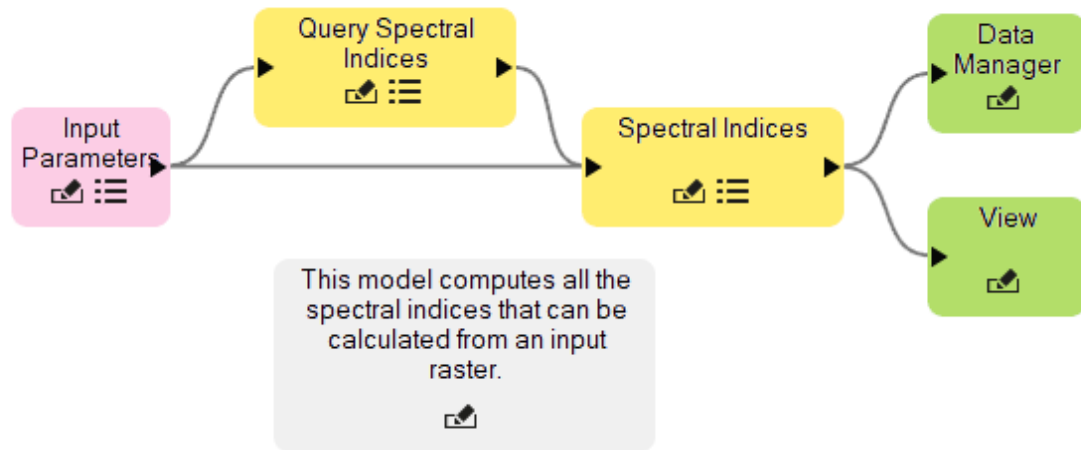 Query Spectral
Indices
Data
Manager
Input
Parameters
Spectral Indices
View
This model computes all the
spectral indices that can be
calculated from an input
raster.